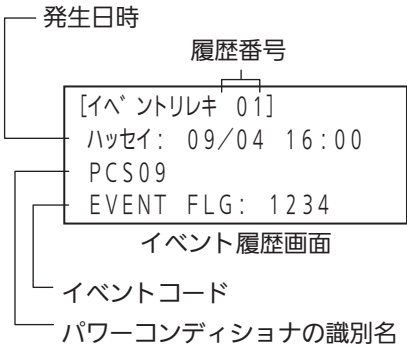 発生日時
履歴番号
[イベントリレキ 01]
ハッセイ: 09/04 16:00
PCS09
EVENT FLG: 1234
イベント履歴画面
イベントコード
パワーコンディショナの識別名